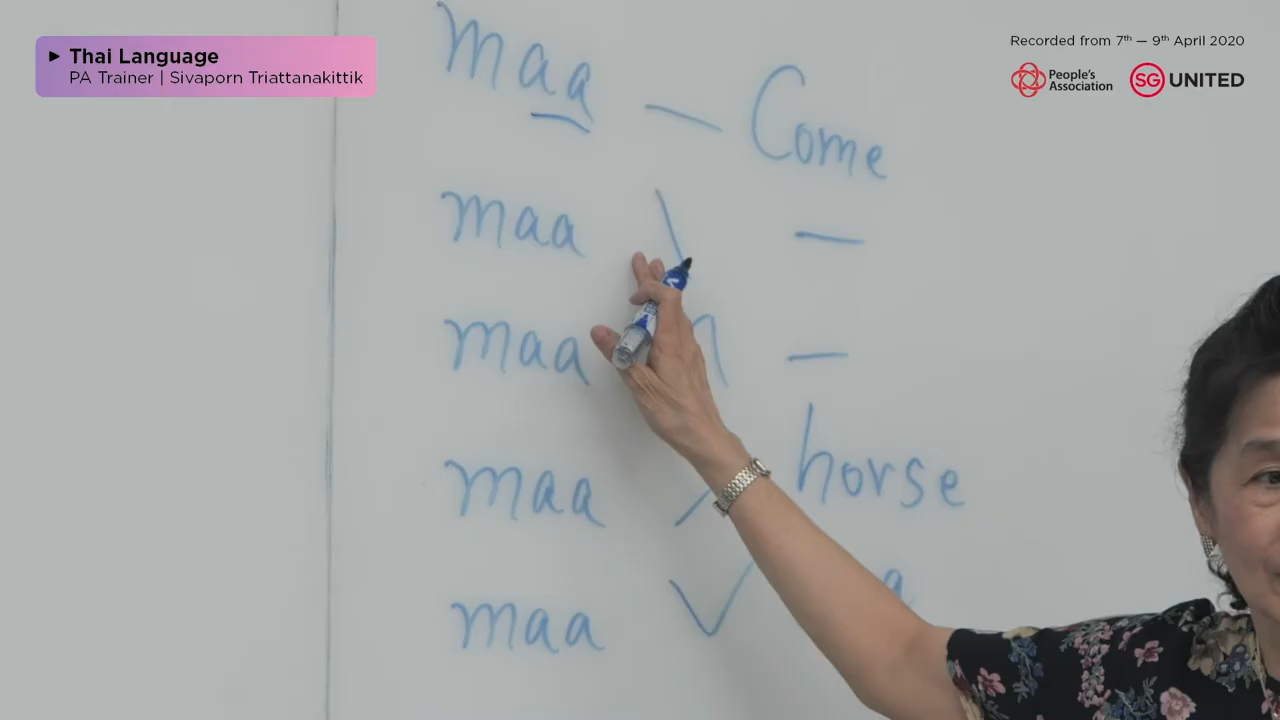 ► Thai Language
PA Trainer | Sivaporn Triattanakittik
Recorded from 7th — 9th April 2020
People's Association
SG UNITED
maa — Come
maa \ —
maa —
maa horse
maa ✓